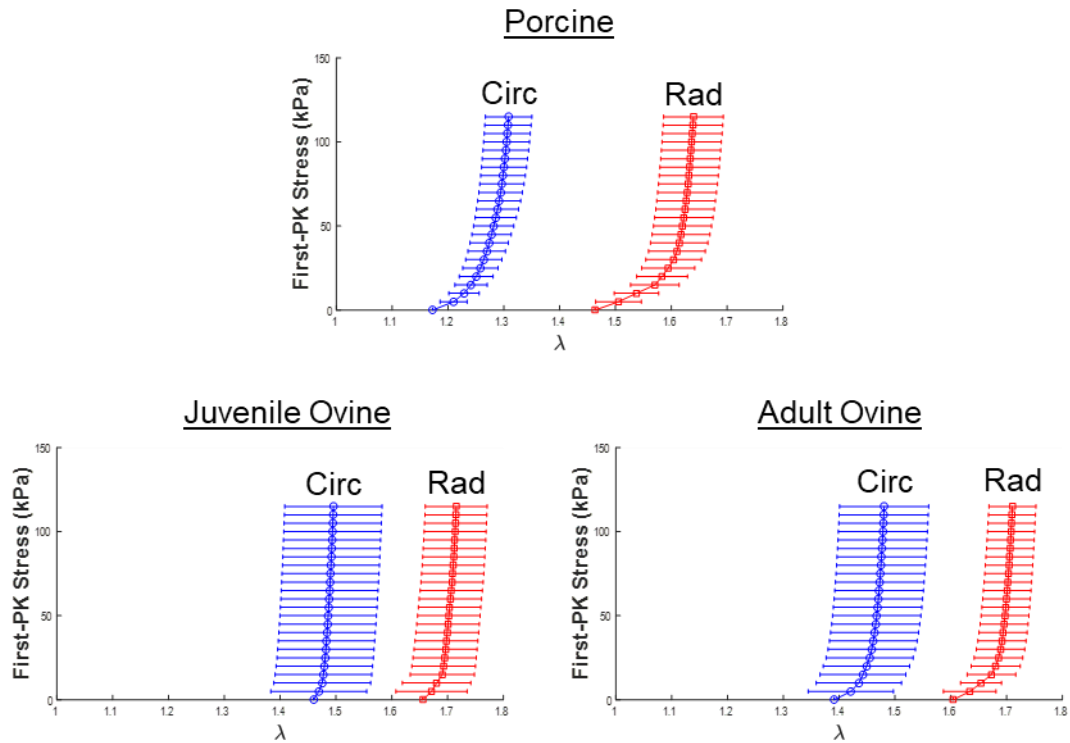 Porcine
Circ
Rad
First-PK Stress (kPa)
150
100
50
0
1 1.1 1.2 1.3 1.4 1.5 1.6 1.7 1.8
λ
Juvenile Ovine
Circ
Rad
First-PK Stress (kPa)
150
100
50
0
1 1.1 1.2 1.3 1.4 1.5 1.6 1.7 1.8
λ
Adult Ovine
Circ
Rad
First-PK Stress (kPa)
150
100
50
0
1 1.1 1.2 1.3 1.4 1.5 1.6 1.7 1.8
λ